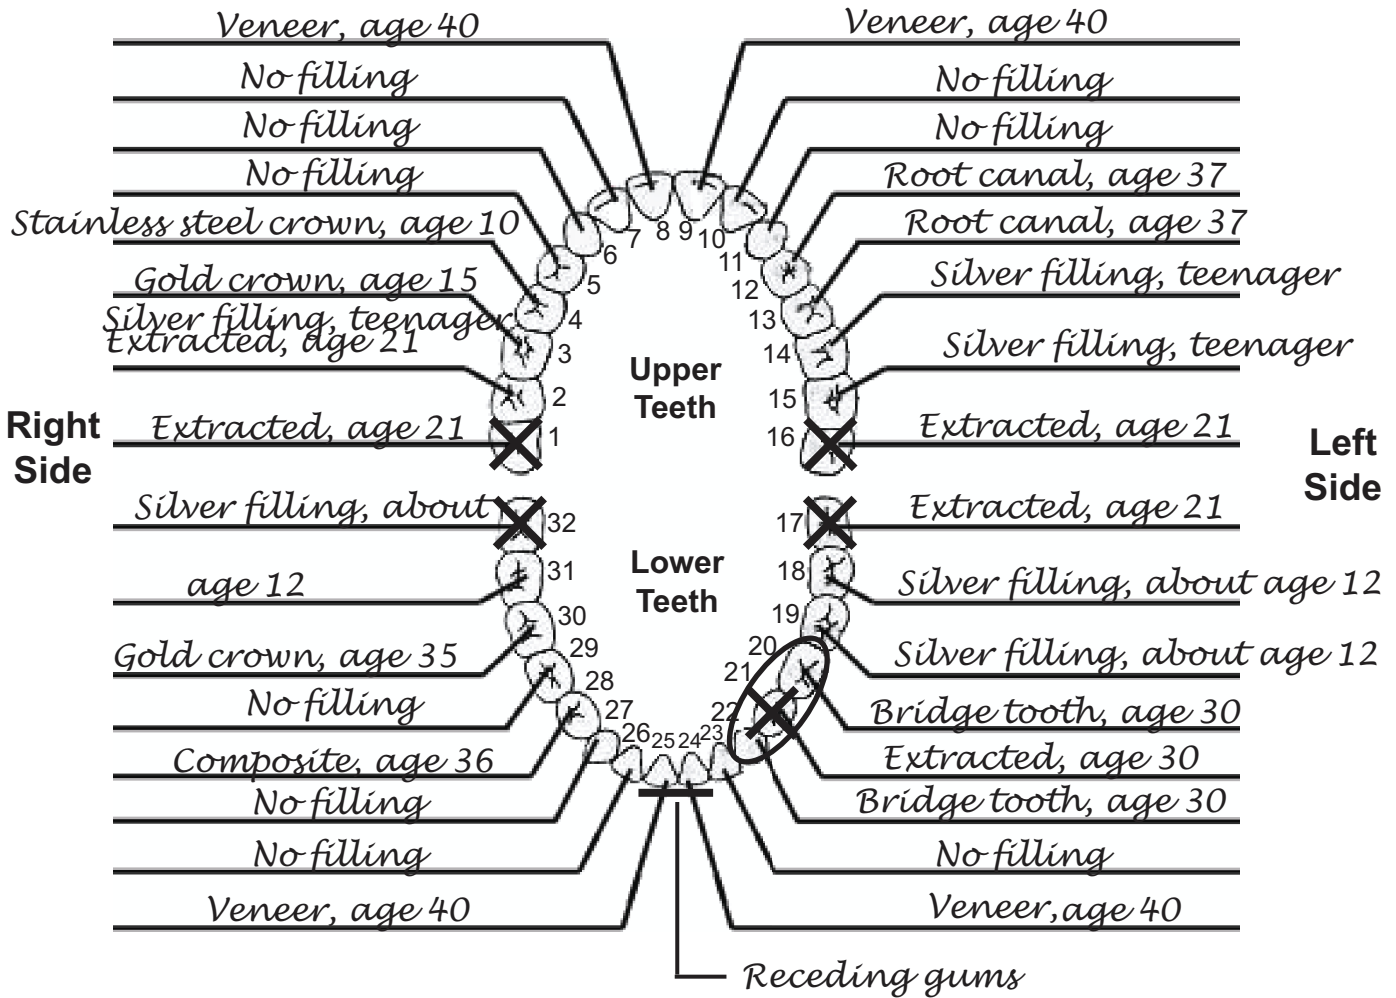 Veneer, age 40
Veneer, age 40
No filling
No filling
No filling
No filling
No filling
Root canal, age 37
Stainless steel crown, age 10
Root canal, age 37
Gold crown, age 15
Silver filling, teenager
Silver filling, teenager
Extracted, age 21
Silver filling, teenager
Extracted, age 21
Extracted, age 21
Silver filling, about
Extracted, age 21
age 12
Silver filling, about age 12
Gold crown, age 35
Silver filling, about age 12
No filling
Bridge tooth, age 30
Composite, age 36
Extracted, age 30
No filling
Bridge tooth, age 30
No filling
No filling
Veneer, age 40
Veneer, age 40
Receding gums
Right
Side
Left
Side
Upper
Teeth
Lower
Teeth
1
2
3
4
5
6
7
8
9
10
11
12
13
14
15
16
17
18
19
20
21
22
23
24
25
26
27
28
29
30
31
32